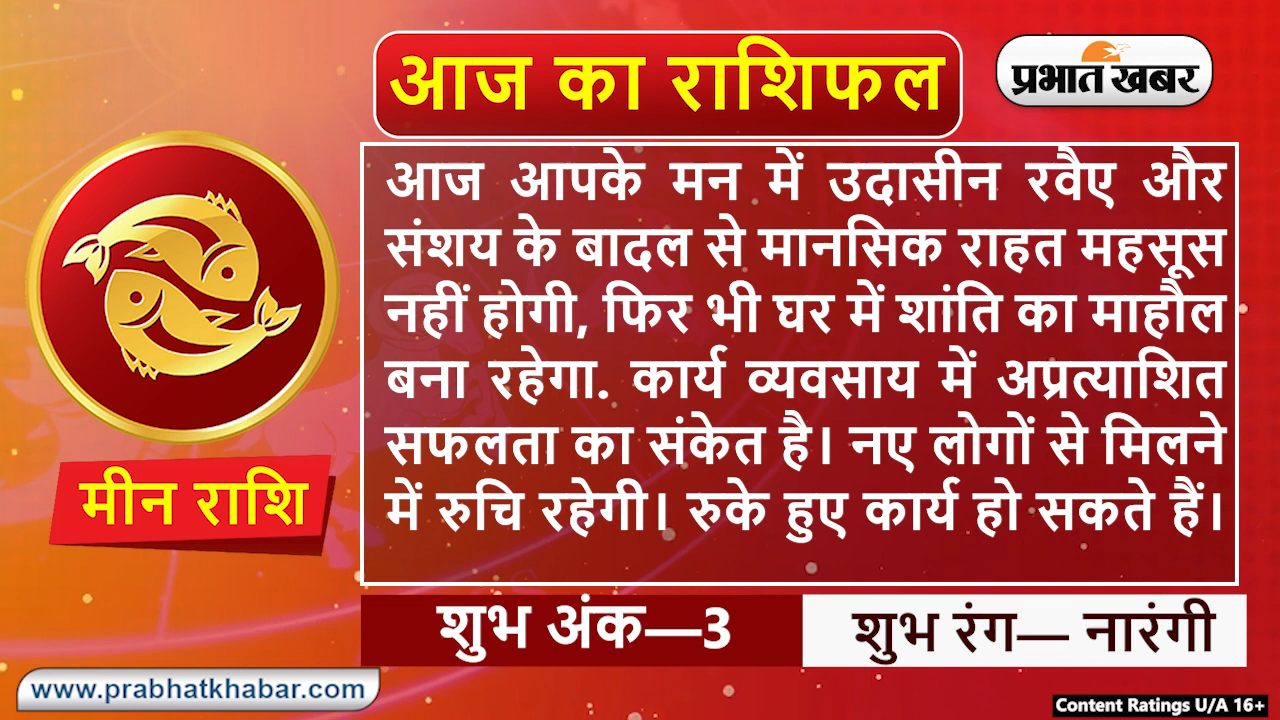 आज का राशिफल
प्रभात खबर
आज आपके मन में उदासीन रवैए और
संशय के बादल से मानसिक राहत महसूस
नहीं होगी, फिर भी घर में शांति का माहौल
बना रहेगा. कार्य व्यवसाय में अप्रत्याशित
सफलता का संकेत है। नए लोगों से मिलने
में रुचि रहेगी। रुके हुए कार्य हो सकते हैं।
मीन राशि
शुभ अंक—3
शुभ रंग— नारंगी
www.prabhatkhabar.com
Content Ratings U/A 16+